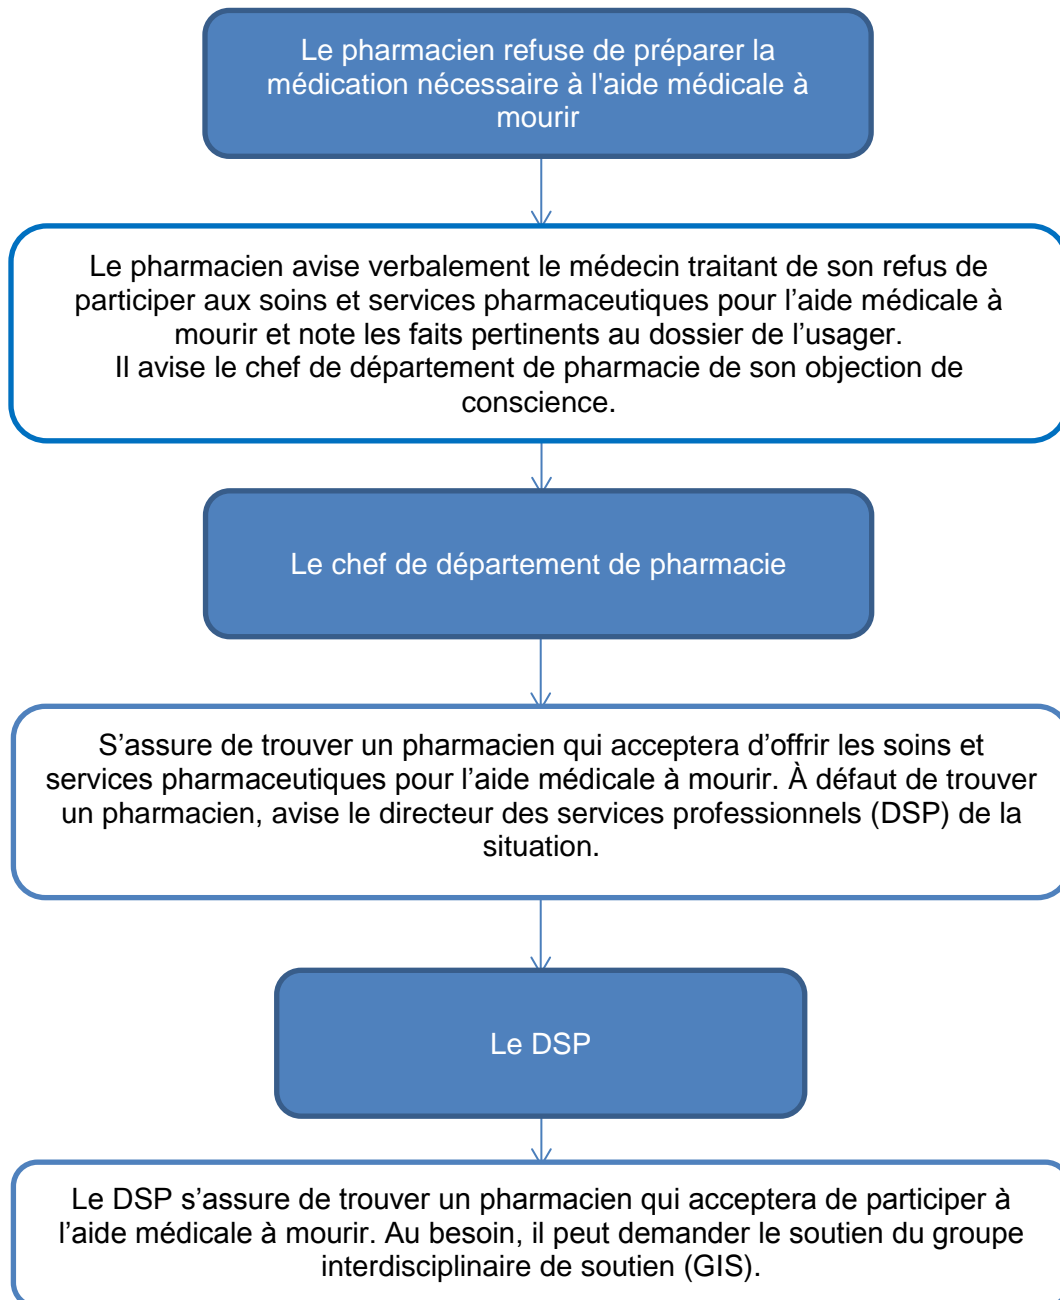 Le pharmacien refuse de préparer la
médication nécessaire à l'aide médicale à
mourir
Le pharmacien avise verbalement le médecin traitant de son refus de
participer aux soins et services pharmaceutiques pour l’aide médicale à
mourir et note les faits pertinents au dossier de l’usager.
Il avise le chef de département de pharmacie de son objection de
conscience.
Le chef de département de pharmacie
S’assure de trouver un pharmacien qui acceptera d’offrir les soins et
services pharmaceutiques pour l’aide médicale à mourir. À défaut de trouver
un pharmacien, avise le directeur des services professionnels (DSP) de la
situation.
Le DSP
Le DSP s’assure de trouver un pharmacien qui acceptera de participer à
l’aide médicale à mourir. Au besoin, il peut demander le soutien du groupe
interdisciplinaire de soutien (GIS).